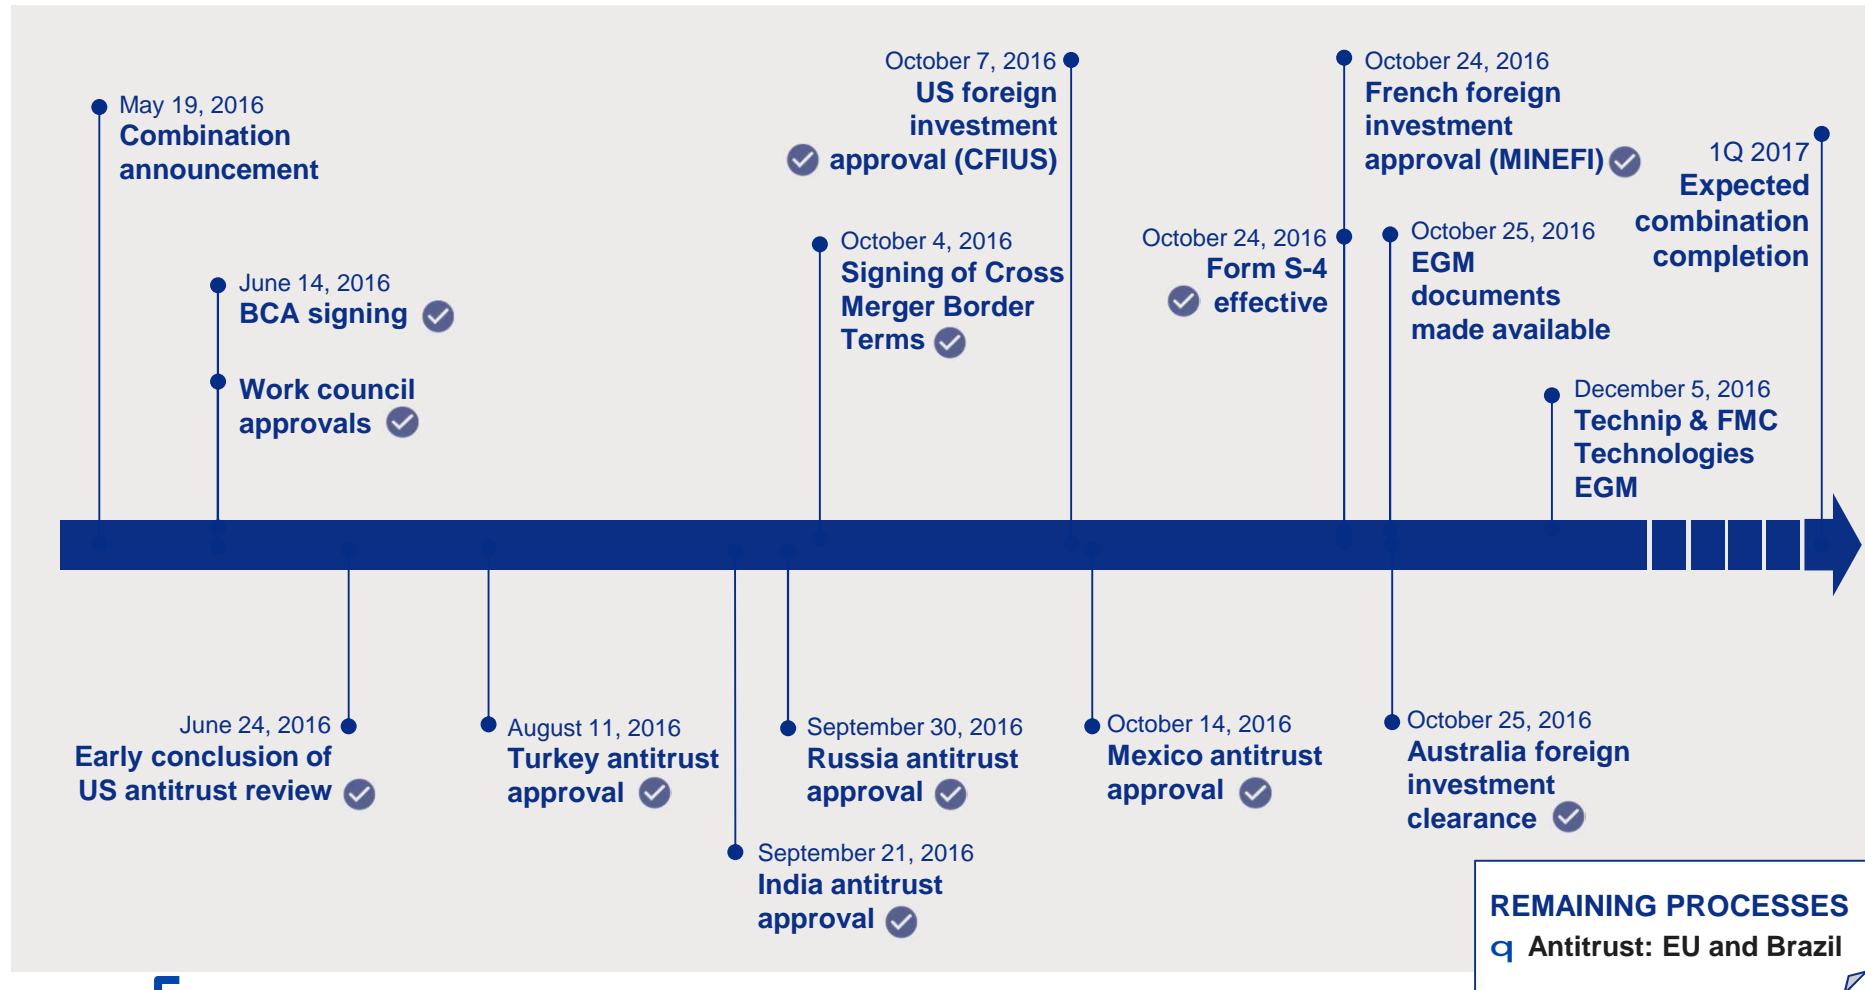 May 19, 2016
Combination
announcement
June 14, 2016
BCA signing
Work council
approvals
October 7, 2016
US foreign
investment
approval (CFIUS)
October 4, 2016
Signing of Cross
Merger Border
Terms
October 24, 2016
French foreign
investment
approval (MINEFI)
October 24, 2016
Form S-4
effective
October 25, 2016
EGM
documents
made available
December 5, 2016
Technip & FMC
Technologies
EGM
1Q 2017
Expected
combination
completion
June 24, 2016
Early conclusion of
US antitrust review
August 11, 2016
Turkey antitrust
approval
September 21, 2016
India antitrust
approval
September 30, 2016
Russia antitrust
approval
October 14, 2016
Mexico antitrust
approval
October 25, 2016
Australia foreign
investment
clearance
REMAINING PROCESSES
q Antitrust: EU and Brazil